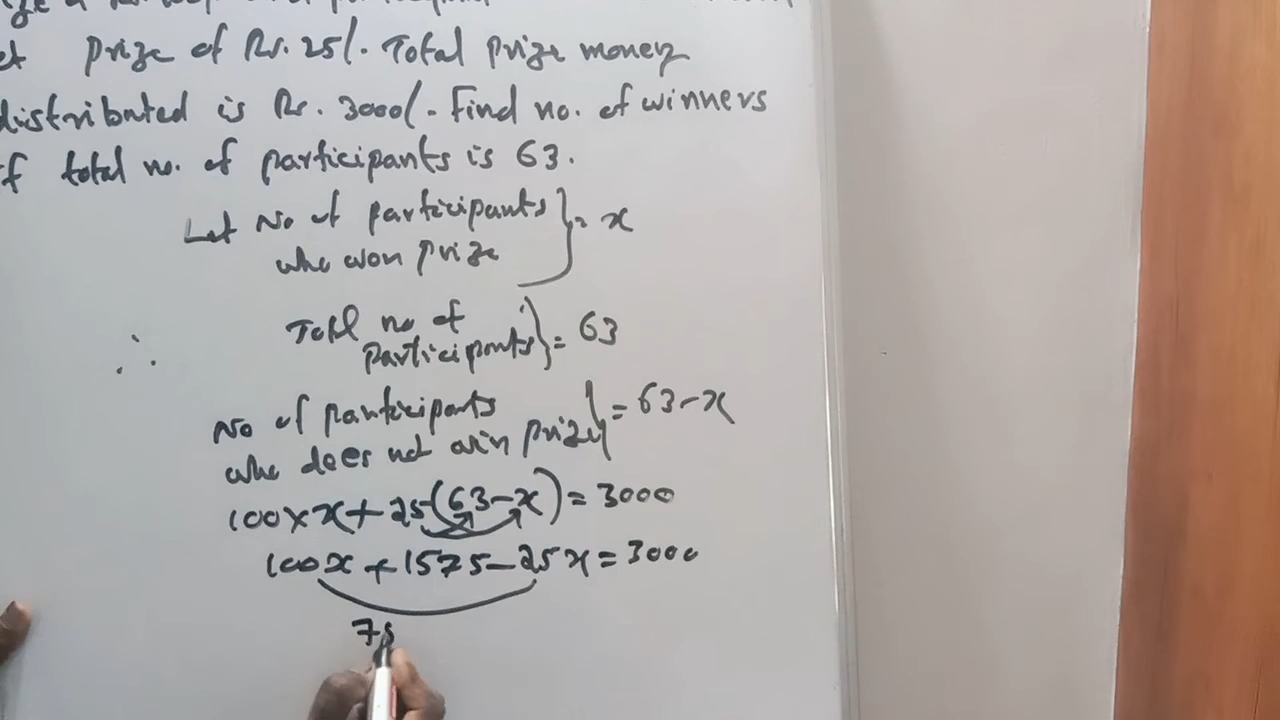 prize of Rs. 25/. Total prize money
distributed is Rs. 3000/- Find no. of winners
if total no. of participants is 63.
Let No of participants
who won prize } = x
Total no of
participants } = 63
∴
No of participants
who does not win prize } = 63-x
100 × x + 25(63-x) = 3000
100x + 1575 - 25x = 3000
75